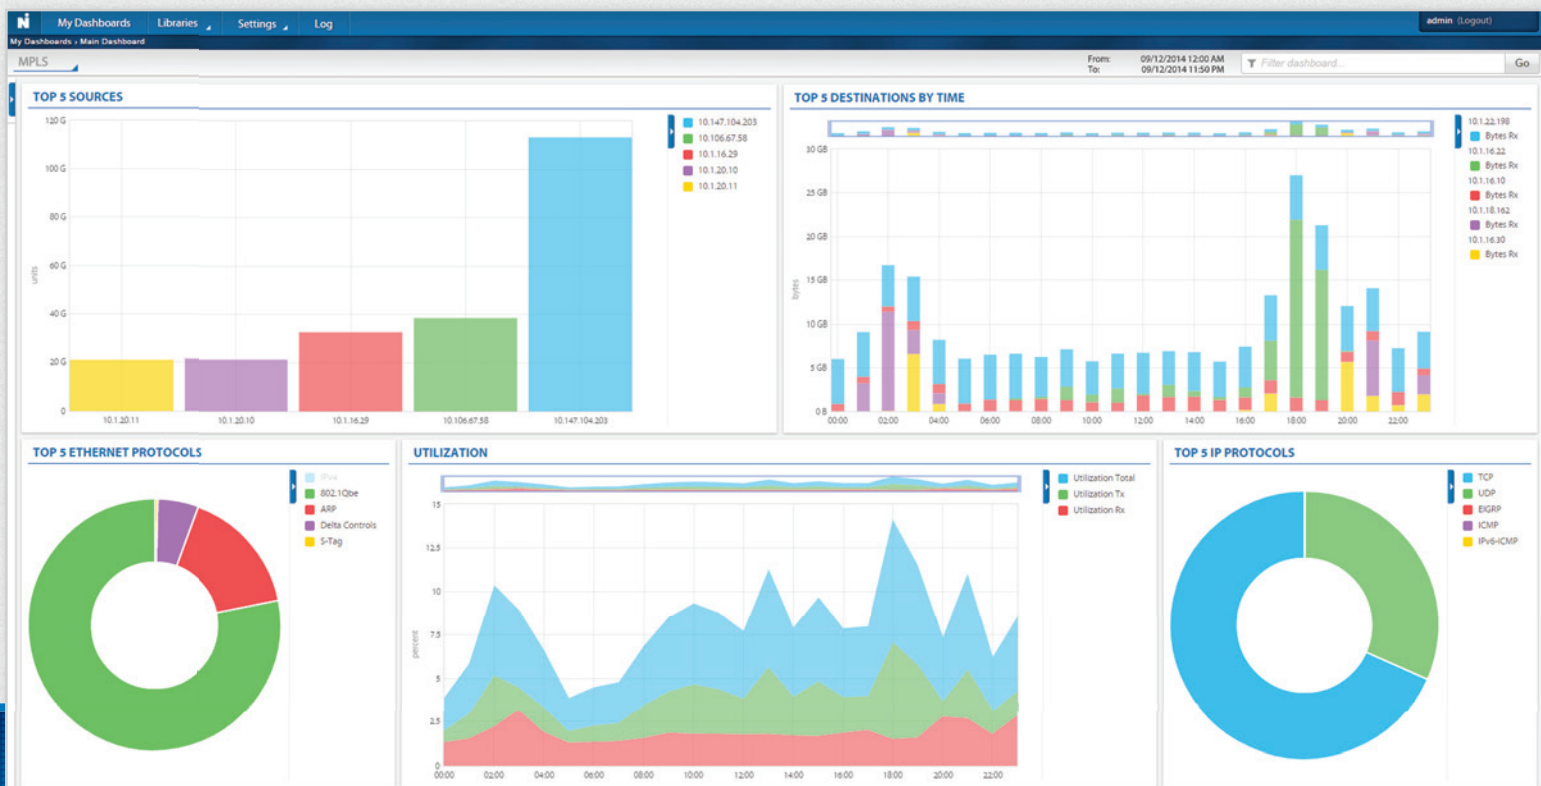 Ni My Dashboards Libraries Settings Log admin (Logout)
My Dashboards › Main Dashboard
MPLS From: 09/12/2014 12:00 AM Filter dashboard... Go
To: 09/12/2014 11:50 PM
TOP 5 SOURCES
120 G
100 G
80 G
60 G
40 G
20 G
0
units
10.1.20.11 10.1.20.10 10.1.16.29 10.106.67.58 10.147.104.203
10.147.104.203
10.106.67.58
10.1.16.29
10.1.20.10
10.1.20.11
TOP 5 DESTINATIONS BY TIME
30 GB
25 GB
20 GB
15 GB
10 GB
5 GB
0 B
bytes
00:00 02:00 04:00 06:00 08:00 10:00 12:00 14:00 16:00 18:00 20:00 22:00
10.1.22.198
Bytes Rx
10.1.16.22
Bytes Rx
10.1.16.10
Bytes Rx
10.1.18.162
Bytes Rx
10.1.16.30
Bytes Rx
TOP 5 ETHERNET PROTOCOLS
IPv4
802.1Qbe
ARP
Delta Controls
S-Tag
UTILIZATION
15
12.5
10
7.5
5
2.5
0
percent
00:00 02:00 04:00 06:00 08:00 10:00 12:00 14:00 16:00 18:00 20:00 22:00
Utilization Total
Utilization Tx
Utilization Rx
TOP 5 IP PROTOCOLS
TCP
UDP
EIGRP
ICMP
IPv6-ICMP